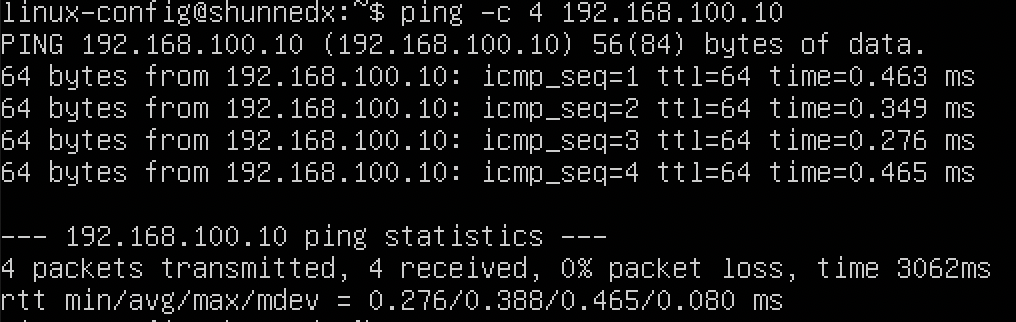 linux-config@shunnedx:~$ ping -c 4 192.168.100.10
PING 192.168.100.10 (192.168.100.10) 56(84) bytes of data.
64 bytes from 192.168.100.10: icmp_seq=1 ttl=64 time=0.463 ms
64 bytes from 192.168.100.10: icmp_seq=2 ttl=64 time=0.349 ms
64 bytes from 192.168.100.10: icmp_seq=3 ttl=64 time=0.276 ms
64 bytes from 192.168.100.10: icmp_seq=4 ttl=64 time=0.465 ms
--- 192.168.100.10 ping statistics ---
4 packets transmitted, 4 received, 0% packet loss, time 3062ms
rtt min/avg/max/mdev = 0.276/0.388/0.465/0.080 ms